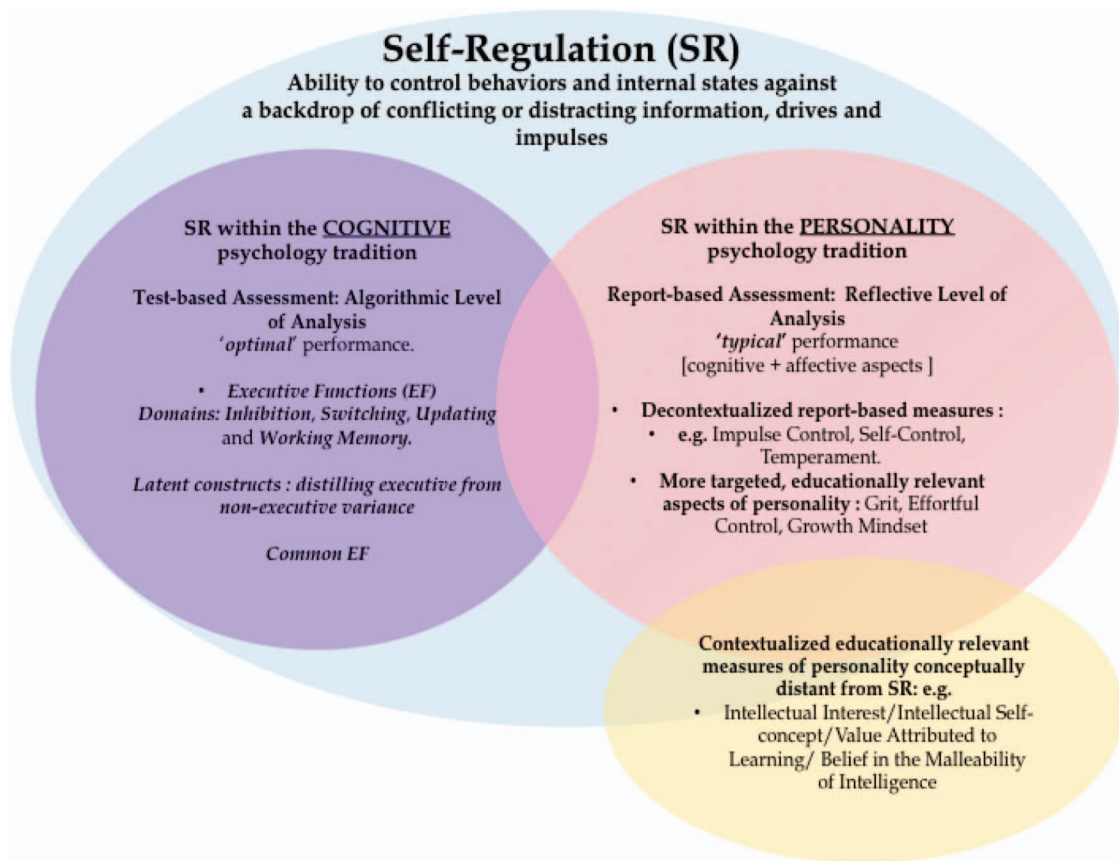 Self-Regulation (SR)
Ability to control behaviors and internal states against
a backdrop of conflicting or distracting information, drives and
impulses
SR within the COGNITIVE
psychology tradition
Test-based Assessment: Algorithmic Level
of Analysis
'optimal' performance.
• Executive Functions (EF)
Domains: Inhibition, Switching, Updating
and Working Memory.
Latent constructs : distilling executive from
non-executive variance
Common EF
SR within the PERSONALITY
psychology tradition
Report-based Assessment: Reflective Level of
Analysis
'typical' performance
[cognitive + affective aspects ]
• Decontextualized report-based measures :
• e.g. Impulse Control, Self-Control,
Temperament.
• More targeted, educationally relevant
aspects of personality : Grit, Effortful
Control, Growth Mindset
Contextualized educationally relevant
measures of personality conceptually
distant from SR: e.g.
• Intellectual Interest/Intellectual Self-
concept/Value Attributed to
Learning/ Belief in the Malleability
of Intelligence